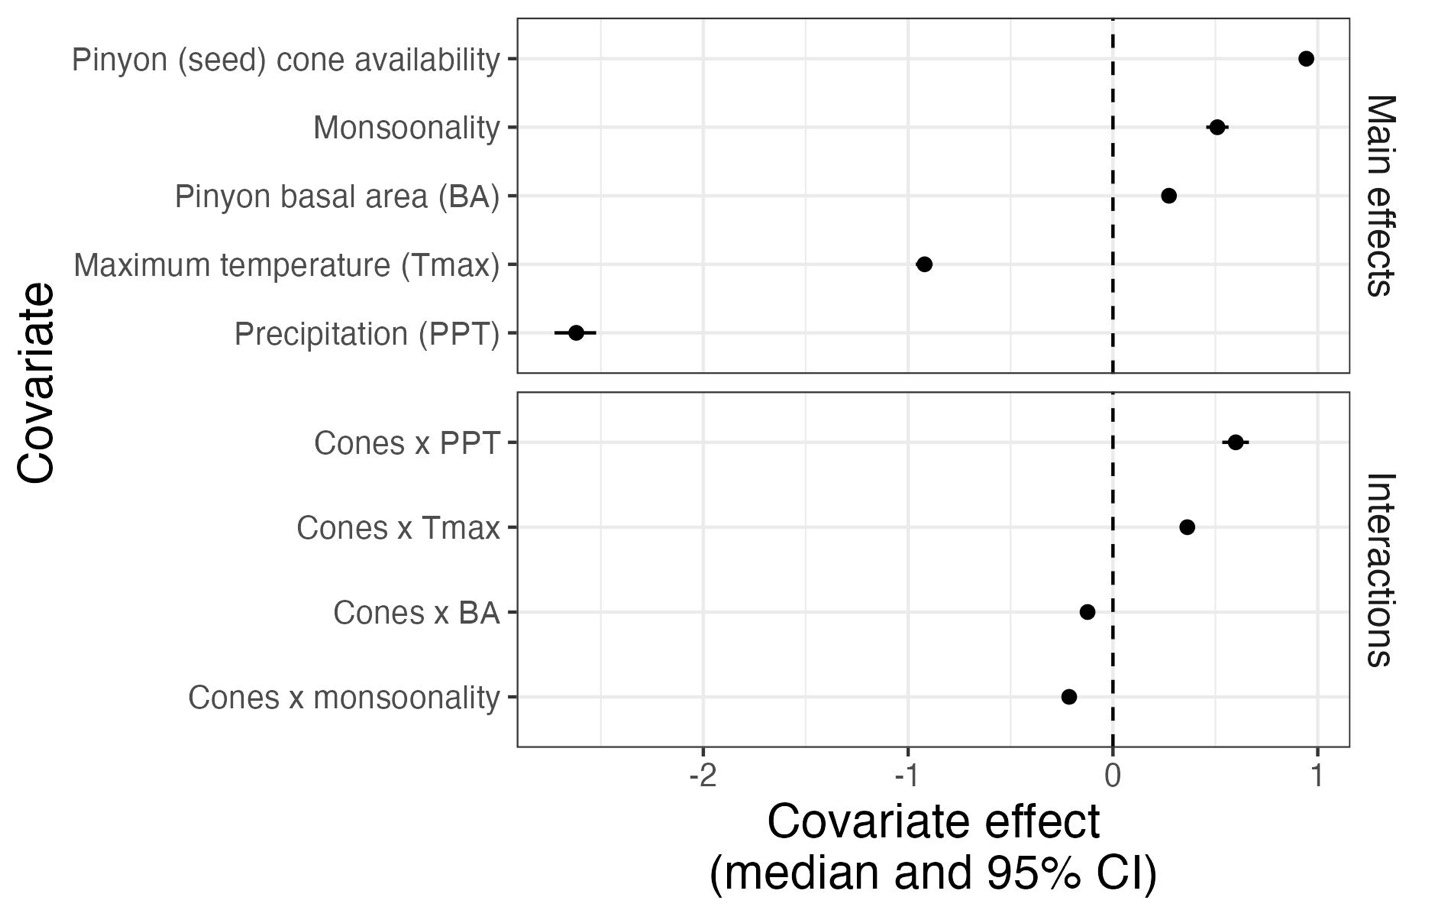 Covariate
Pinyon (seed) cone availability
Monsoonality
Pinyon basal area (BA)
Maximum temperature (Tmax)
Precipitation (PPT)
Main effects
Cones x PPT
Cones x Tmax
Cones x BA
Cones x monsoonality
Interactions
-2
-1
0
1
Covariate effect
(median and 95% CI)